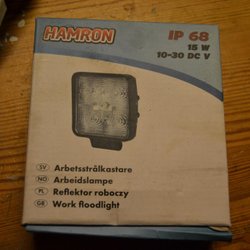 HAMRON
IP 68
15 W
10-30 DC V
SV Arbetsstrålkastare
NO Arbeidslampe
PL Reflektor roboczy
GB Work floodlight